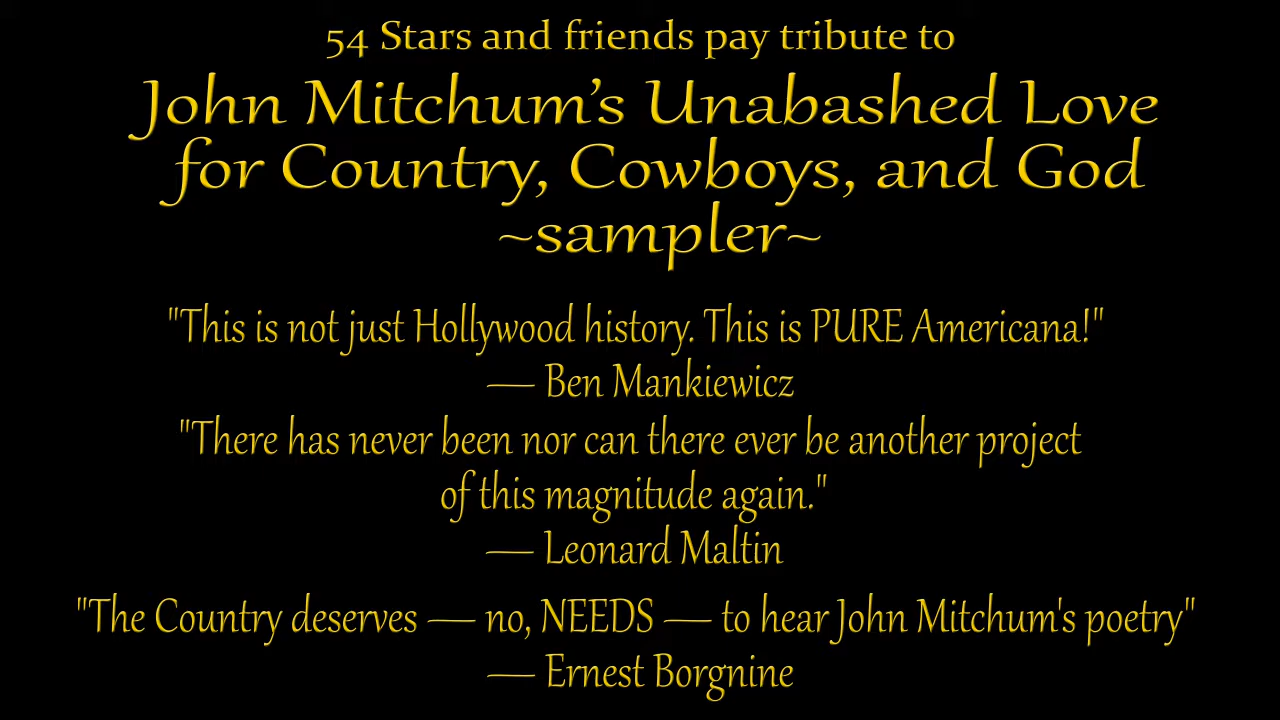 54 Stars and friends pay tribute to
John Mitchum’s Unabashed Love
for Country, Cowboys, and God
~sampler~
"This is not just Hollywood history. This is PURE Americana!"
— Ben Mankiewicz
"There has never been nor can there ever be another project
of this magnitude again."
— Leonard Maltin
"The Country deserves — no, NEEDS — to hear John Mitchum's poetry"
— Ernest Borgnine